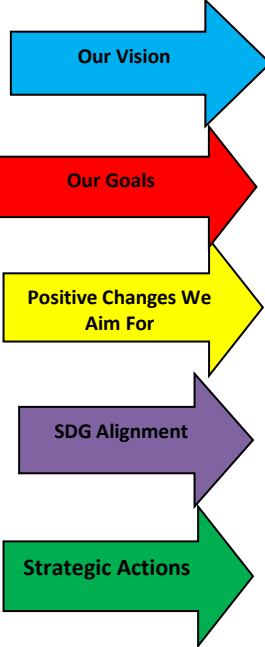 Our Vision
Our Goals
Positive Changes We
Aim For
SDG Alignment
Strategic Actions